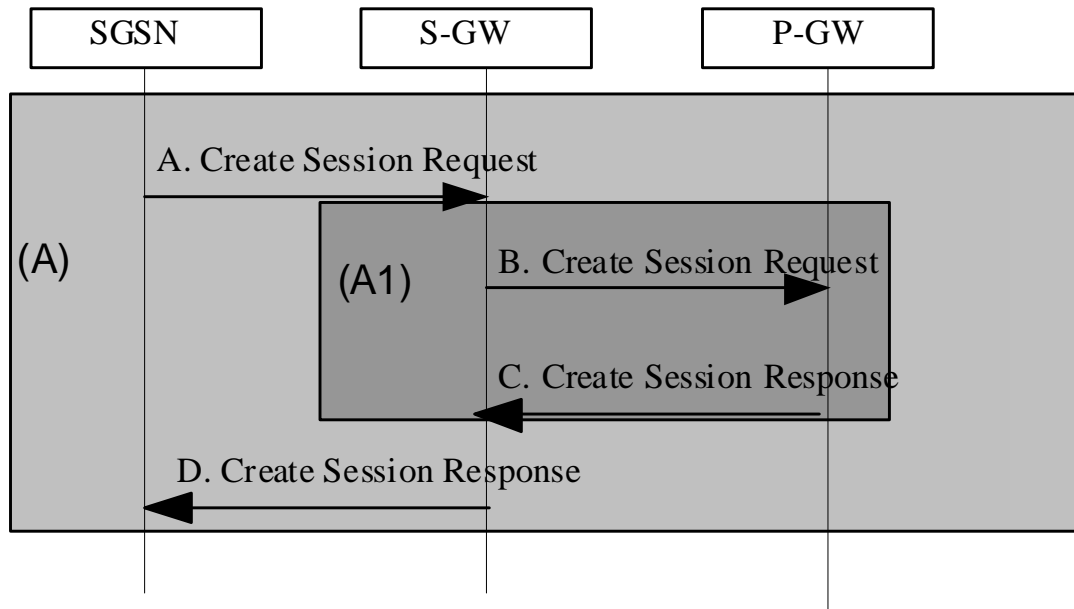 SGSN
S-GW
P-GW
A. Create Session Request
(A)
(A1)
B. Create Session Request
C. Create Session Response
D. Create Session Response